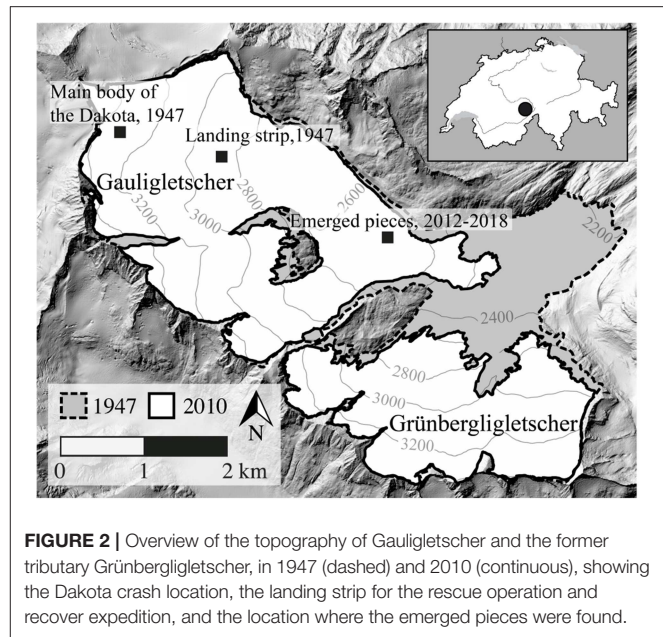 Main body of
the Dakota, 1947
Landing strip,1947
Gauligletscher
2800
2600
3200
3000
Emerged pieces, 2012-2018
2200
2400
2800
1947
2010
N
3000
Grünbergligletscher
3200
0 1 2 km
FIGURE 2 | Overview of the topography of Gauligletscher and the former
tributary Grünbergligletscher, in 1947 (dashed) and 2010 (continuous), showing
the Dakota crash location, the landing strip for the rescue operation and
recover expedition, and the location where the emerged pieces were found.